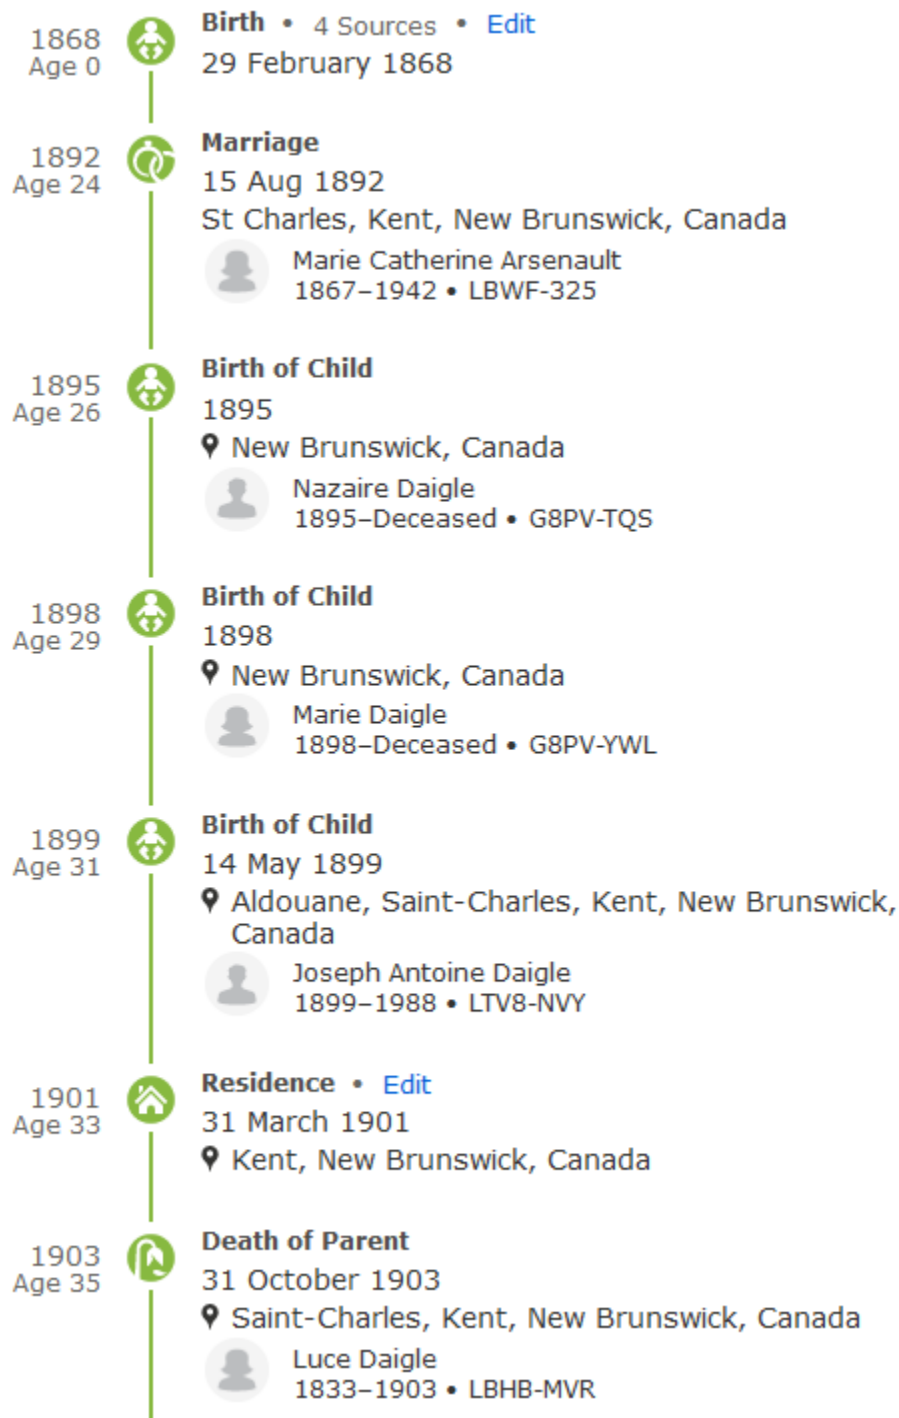 1868
Age 0
Birth • 4 Sources • Edit
29 February 1868
1892
Age 24
Marriage
15 Aug 1892
St Charles, Kent, New Brunswick, Canada
Marie Catherine Arsenault
1867–1942 • LBWF-325
1895
Age 26
Birth of Child
1895
New Brunswick, Canada
Nazaire Daigle
1895–Deceased • G8PV-TQS
1898
Age 29
Birth of Child
1898
New Brunswick, Canada
Marie Daigle
1898–Deceased • G8PV-YWL
1899
Age 31
Birth of Child
14 May 1899
Aldouane, Saint-Charles, Kent, New Brunswick,
Canada
Joseph Antoine Daigle
1899–1988 • LTV8-NVY
1901
Age 33
Residence • Edit
31 March 1901
Kent, New Brunswick, Canada
1903
Age 35
Death of Parent
31 October 1903
Saint-Charles, Kent, New Brunswick, Canada
Luce Daigle
1833–1903 • LBHB-MVR